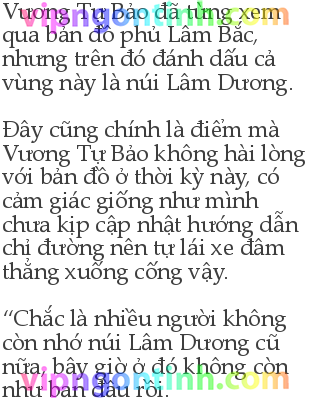 Vương Tự Bảo đã từng xem
qua bản đồ phủ Lâm Bắc,
nhưng trên đó đánh dấu cả
vùng này là núi Lâm Dương.
Đây cũng chính là điểm mà
Vương Tự Bảo không hài lòng
với bản đồ ở thời kỳ này, có
cảm giác giống như mình
chưa kịp cập nhật hướng dẫn
chỉ đường nên tự lái xe đâm
thẳng xuống cống vậy.
“Chắc là nhiều người không
còn nhớ núi Lâm Dương cũ
nữa, bây giờ ở đó không còn
như ban đầu rồi.
vipngontinh.com
vipngontinh.com